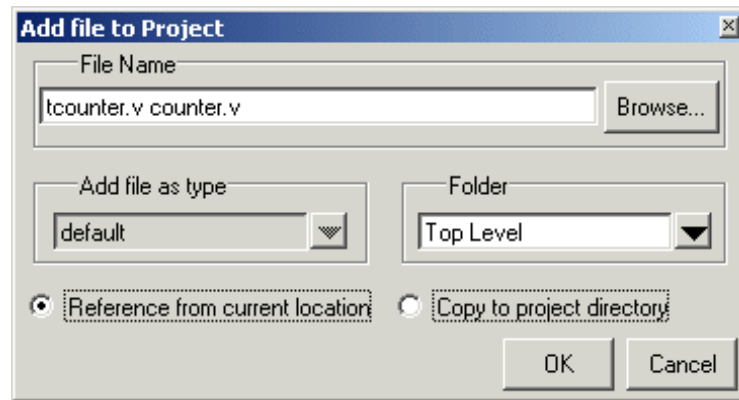 Add file to Project
File Name
tcounter.v counter.v
Browse...
Add file as type
Folder
default
Top Level
Reference from current location
Copy to project directory
OK
Cancel